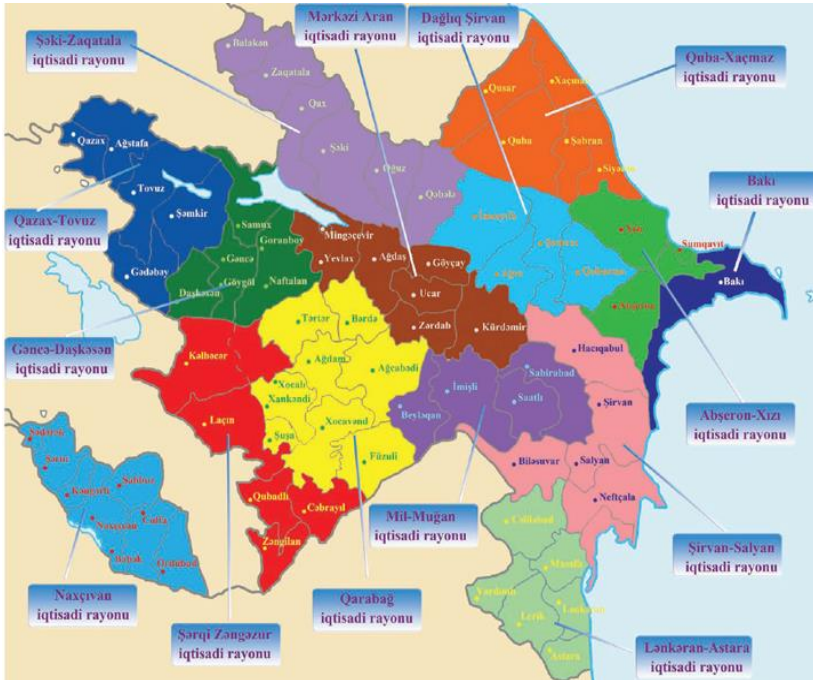 Şəki-Zaqatala
iqtisadi rayonu
Mərkəzi Aran
iqtisadi rayonu
Dağlıq Şirvan
iqtisadi rayonu
Quba-Xaçmaz
iqtisadi rayonu
Balakən
Zaqatala
Qax
Şəki
Oğuz
Qəbələ
Qusar
Xaçmaz
Quba
Şabran
Siyəzən
Qazax
Ağstafa
Tovuz
Şəmkir
Gədəbəy
Qazax-Tovuz
iqtisadi rayonu
Samux
Goranboy
Gəncə
Göygöl
Naftalan
Daşkəsən
Gəncə-Daşkəsən
iqtisadi rayonu
Mingəçevir
Yevlax
Ağdaş
Göyçay
Ucar
Zərdab
Kürdəmir
İsmayıllı
Şamaxı
Ağsu
Qobustan
Xızı
Sumqayıt
Abşeron
Bakı
iqtisadi rayonu
Bakı
Abşeron-Xızı
iqtisadi rayonu
Kəlbəcər
Laçın
Qubadlı
Cəbrayıl
Zəngilan
Tərtər
Bərdə
Ağdam
Ağcabədi
Xocalı
Xankəndi
Xocavənd
Şuşa
Füzuli
Beyləqan
İmişli
Sabirabad
Saatlı
Hacıqabul
Şirvan
Biləsuvar
Salyan
Neftçala
Mil-Muğan
iqtisadi rayonu
Şirvan-Salyan
iqtisadi rayonu
Şərur
Kəngərli
Şahbuz
Naxçıvan
Culfa
Babək
Ordubad
Naxçıvan
iqtisadi rayonu
Şərqi Zəngəzur
iqtisadi rayonu
Qarabağ
iqtisadi rayonu
Cəlilabad
Masallı
Yardımlı
Lənkəran
Lerik
Astara
Lənkəran-Astara
iqtisadi rayonu